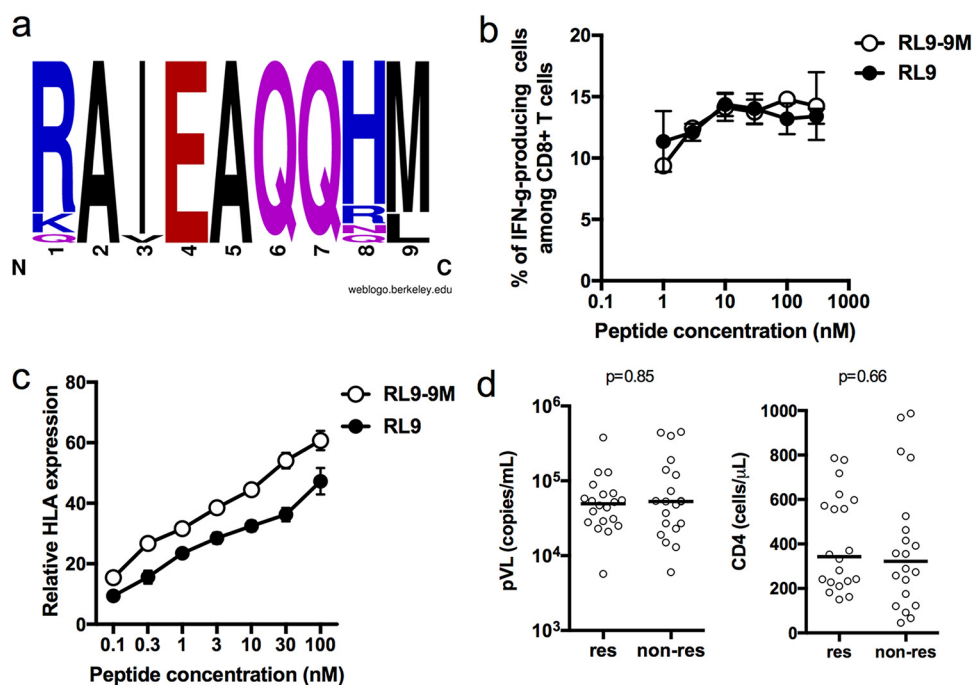 a
R A I E A Q Q H M
K V R L
G N
G
1 2 3 4 5 6 7 8 9
N C
weblogo.berkeley.edu
b
RL9-9M
RL9
% of IFN-g-producing cells
among CD8+ T cells
20
15
10
5
0
0.1 1 10 100 1000
Peptide concentration (nM)
c
RL9-9M
RL9
Relative HLA expression
80
60
40
20
0
0.1 0.3 1 3 10 30 100
Peptide concentration (nM)
d
p=0.85
pVL (copies/mL)
10⁶
10⁵
10⁴
10³
res non-res
p=0.66
CD4 (cells/μL)
1000
800
600
400
200
0
res non-res